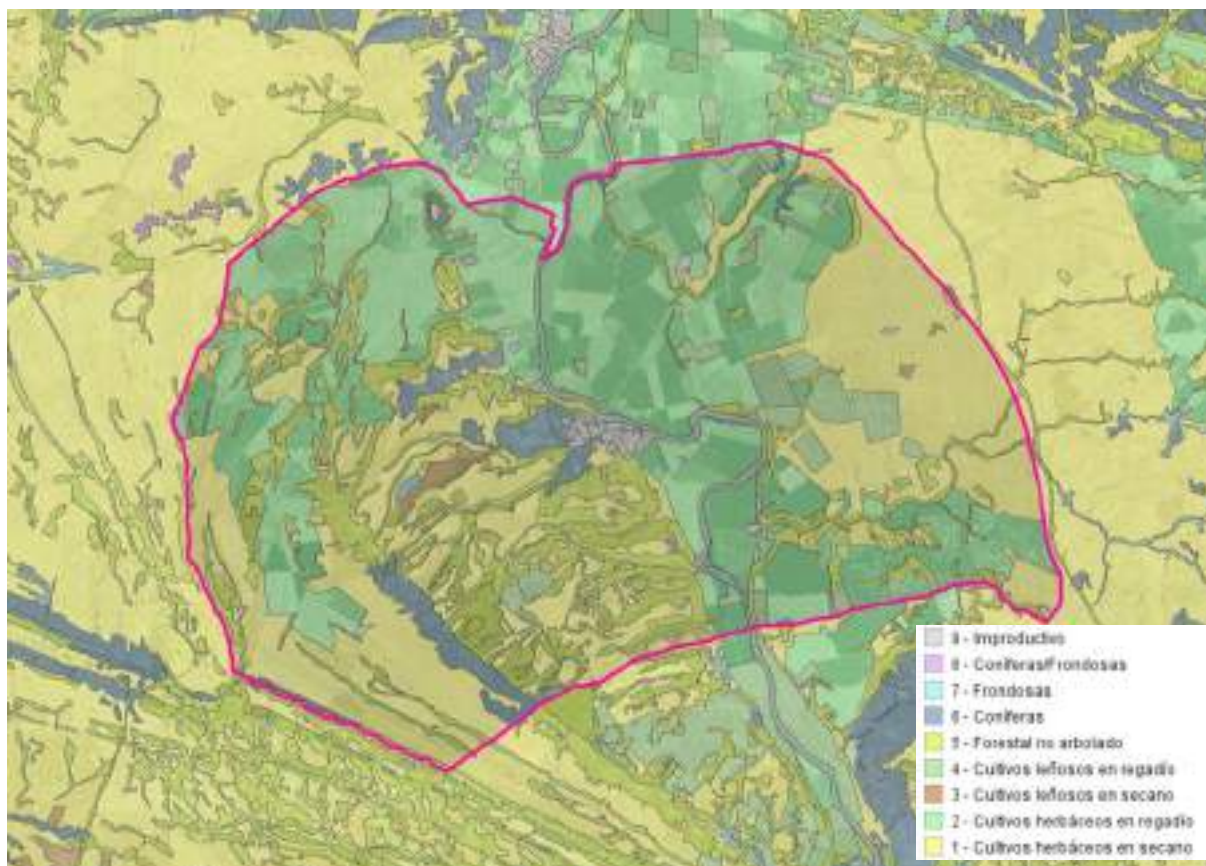 9 - Improductivo
8 - Coníferas/Frondosas
7 - Frondosas
6 - Coníferas
5 - Forestal no arbolado
4 - Cultivos leñosos en regadío
3 - Cultivos leñosos en secano
2 - Cultivos herbáceos en regadío
1 - Cultivos herbáceos en secano